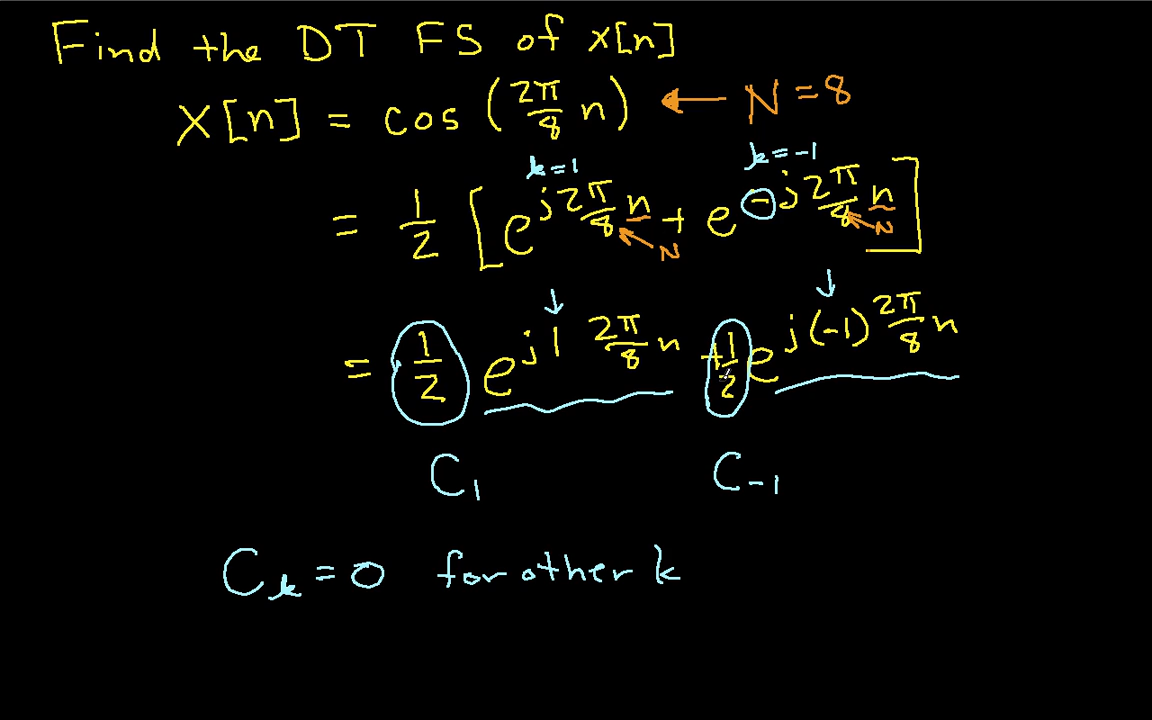 Find the DT FS of x[n]
x[n] = cos (2π/8 n) ← N = 8
k=1 k=-1
= 1/2 [e^{j2π/8 n} + e^{-j2π/8 n}]
N N
= 1/2 e^{j1 2π/8 n} + 1/2 e^{j(-1) 2π/8 n}
C₁ C₋₁
Cₖ = 0 for other k